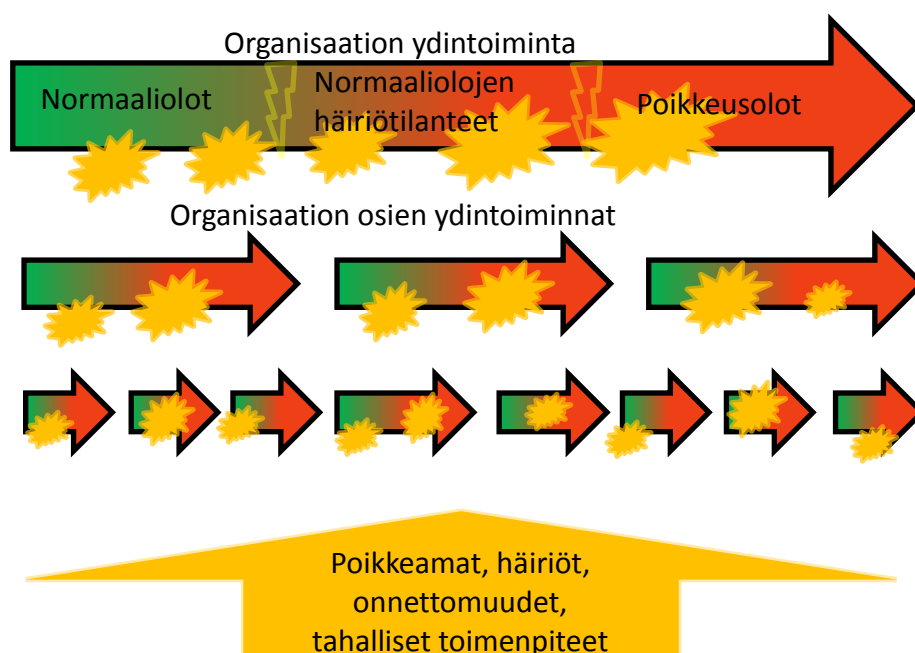 Organisaation ydintoiminta
Normaaliolot
Normaaliolojen
häiriötilanteet
Poikkeusolot
Organisaation osien ydintoiminnat
Poikkeamat, häiriöt,
onnettomuudet,
tahalliset toimenpiteet